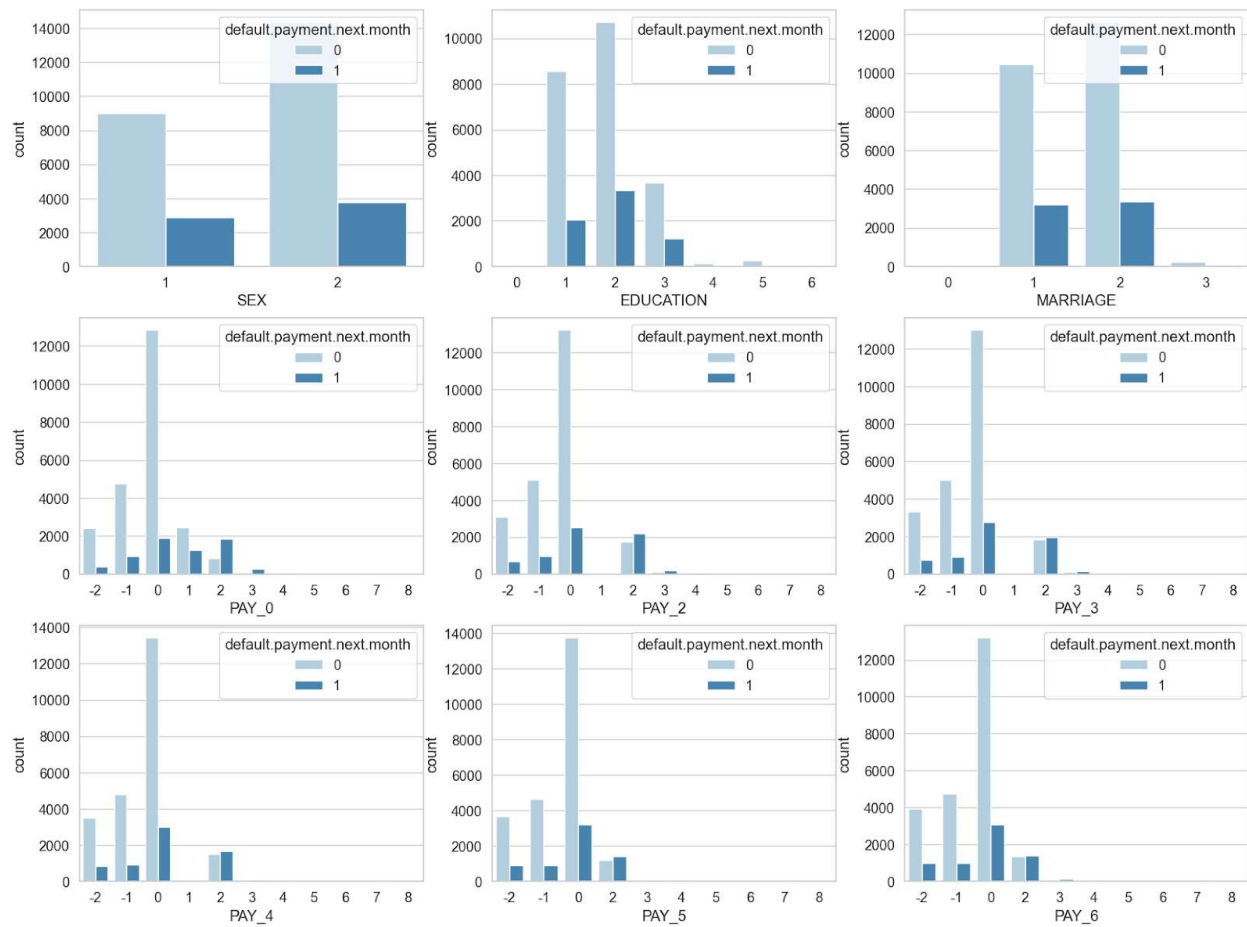 default.payment.next.month
0
1
14000
12000
10000
8000
6000
4000
2000
0
count
1 2
SEX
default.payment.next.month
0
1
10000
8000
6000
4000
2000
0
count
0 1 2 3 4 5 6
EDUCATION
default.payment.next.month
0
1
12000
10000
8000
6000
4000
2000
0
count
0 1 2 3
MARRIAGE
default.payment.next.month
0
1
12000
10000
8000
6000
4000
2000
0
count
-2 -1 0 1 2 3 4 5 6 7 8
PAY_0
default.payment.next.month
0
1
12000
10000
8000
6000
4000
2000
0
count
-2 -1 0 1 2 3 4 5 6 7 8
PAY_2
default.payment.next.month
0
1
12000
10000
8000
6000
4000
2000
0
count
-2 -1 0 1 2 3 4 5 6 7 8
PAY_3
default.payment.next.month
0
1
14000
12000
10000
8000
6000
4000
2000
0
count
-2 -1 0 1 2 3 4 5 6 7 8
PAY_4
default.payment.next.month
0
1
14000
12000
10000
8000
6000
4000
2000
0
count
-2 -1 0 2 3 4 5 6 7 8
PAY_5
default.payment.next.month
0
1
12000
10000
8000
6000
4000
2000
0
count
-2 -1 0 2 3 4 5 6 7 8
PAY_6